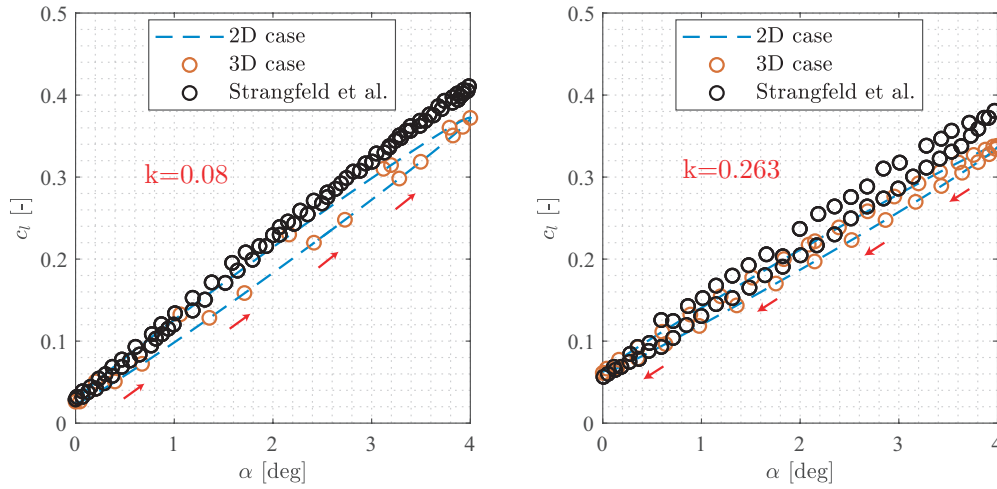 0.5
0.4
0.3
0.2
0.1
0
c_l [-]
2D case
3D case
Strangfeld et al.
k=0.08
0
1
2
3
4
α [deg]
0.5
0.4
0.3
0.2
0.1
0
c_l [-]
2D case
3D case
Strangfeld et al.
k=0.263
0
1
2
3
4
α [deg]